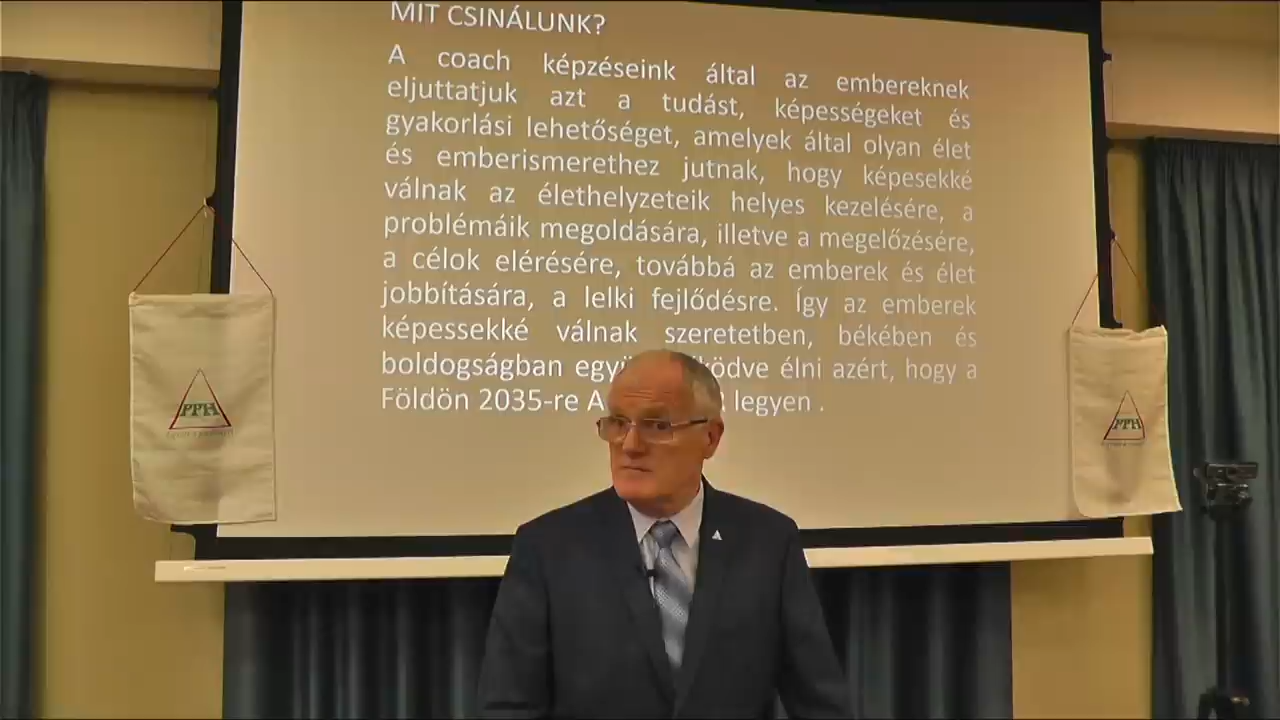 MIT CSINÁLUNK?
A coach képzéseink által az embereknek
eljuttatjuk azt a tudást, képességeket és
gyakorlási lehetőséget, amelyek által olyan élet
és emberismerethez jutnak, hogy képesekké
válnak az élethelyzeteik helyes kezelésére, a
problémáik megoldására, illetve a megelőzésére,
a célok elérésére, továbbá az emberek és élet
jobbítására, a lelki fejlődésre. Így az emberek
képessekké válnak szeretetben, békében és
boldogságban élni azért, hogy a
Földön 2035-re legyen .
PPH
PPH